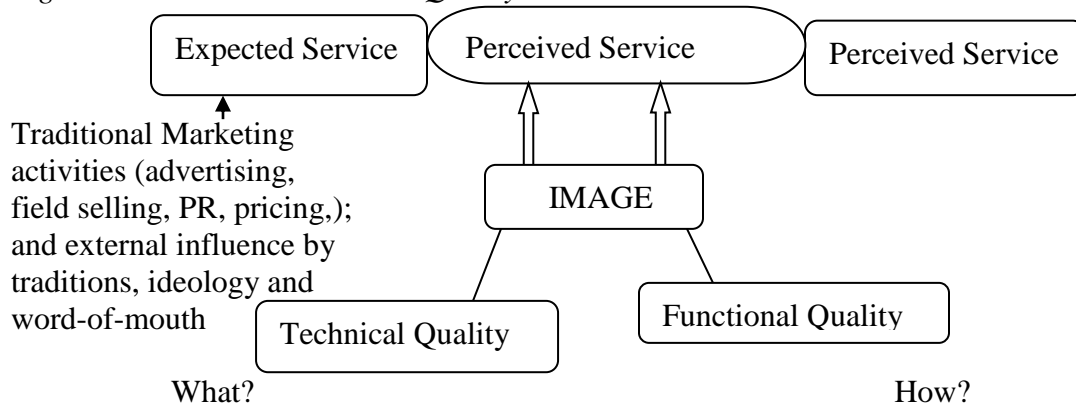 Expected Service
Perceived Service
Perceived Service
Traditional Marketing
activities (advertising,
field selling, PR, pricing,);
and external influence by
traditions, ideology and
word-of-mouth
IMAGE
Technical Quality
Functional Quality
What?
How?